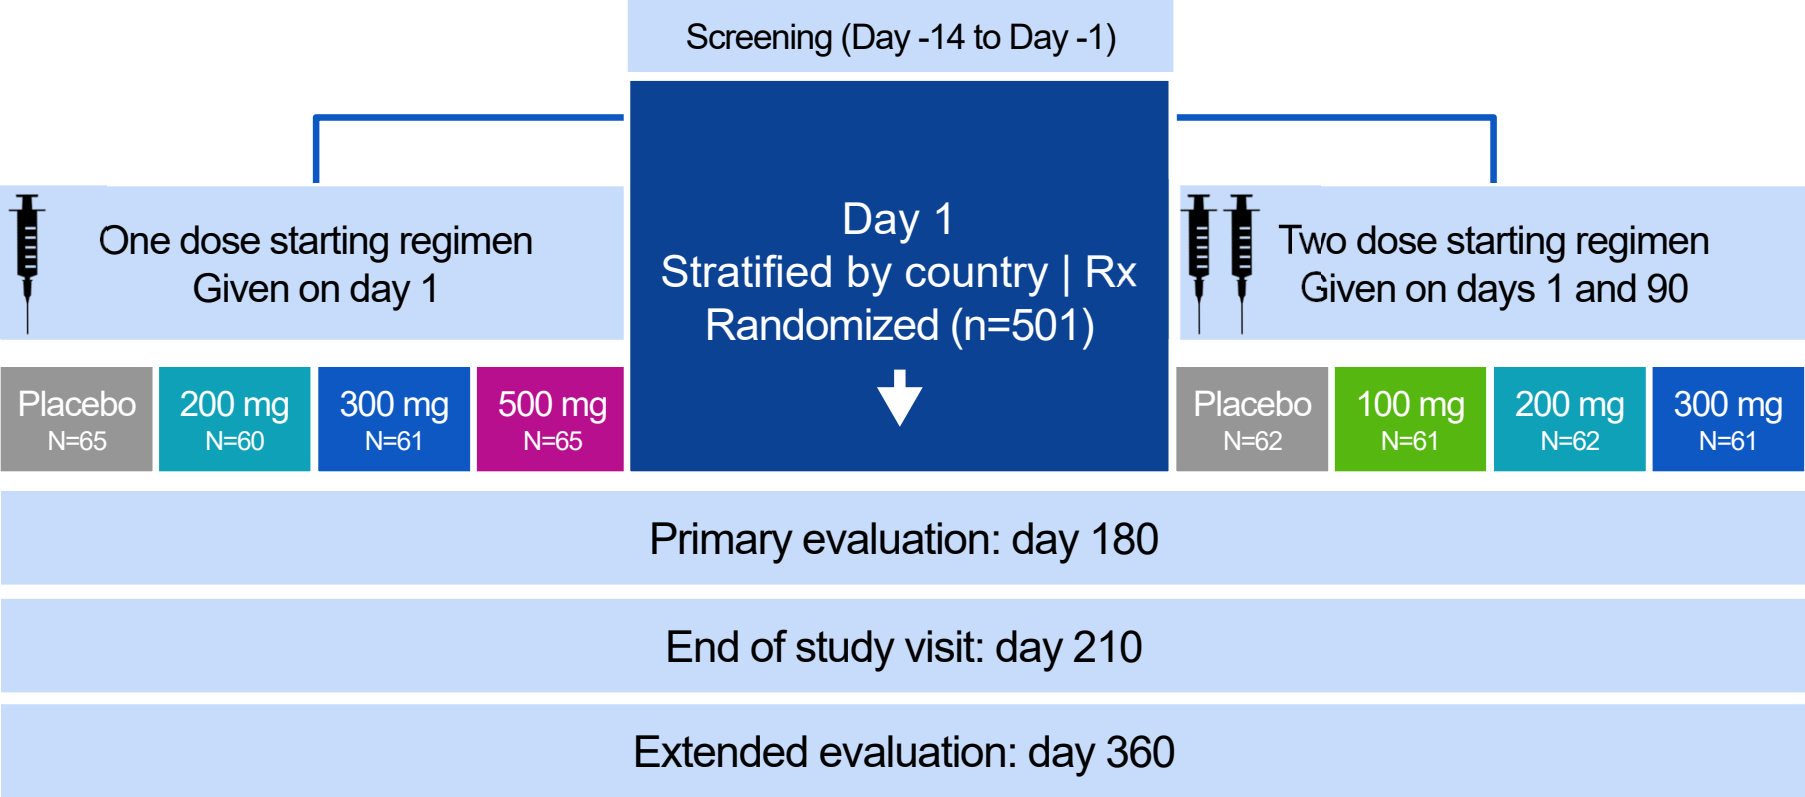 Screening (Day -14 to Day -1)
One dose starting regimen
Given on day 1
Day 1
Stratified by country | Rx
Randomized (n=501)
Two dose starting regimen
Given on days 1 and 90
Placebo
N=65
200 mg
N=60
300 mg
N=61
500 mg
N=65
Placebo
N=62
100 mg
N=61
200 mg
N=62
300 mg
N=61
Primary evaluation: day 180
End of study visit: day 210
Extended evaluation: day 360